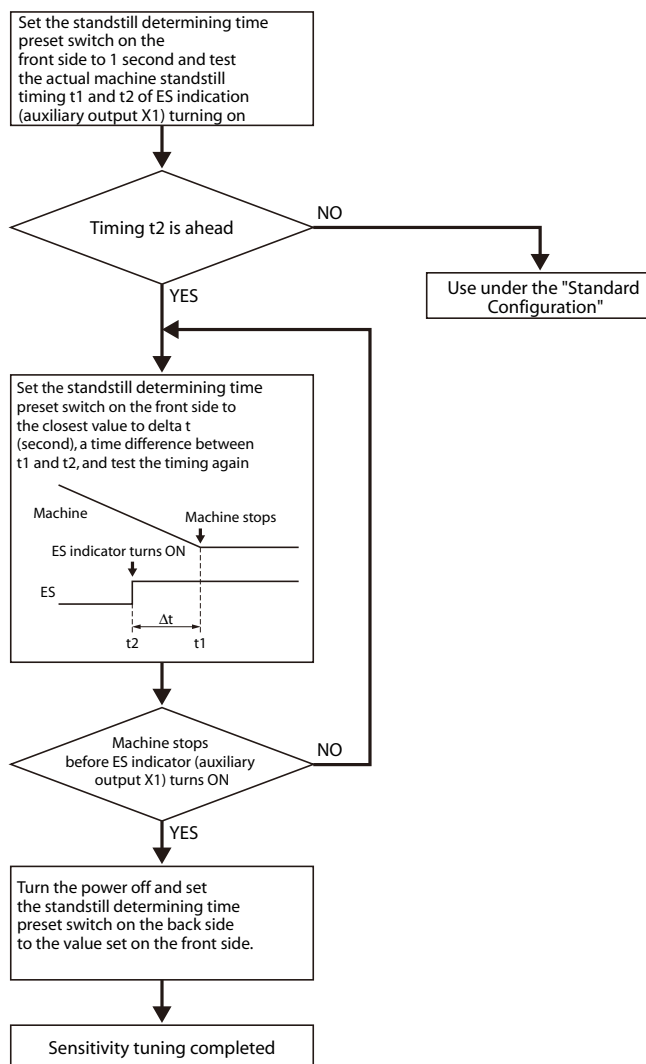 Set the standstill determining time
preset switch on the
front side to 1 second and test
the actual machine standstill
timing t1 and t2 of ES indication
(auxiliary output X1) turning on
Timing t2 is ahead
NO
Use under the "Standard
Configuration"
YES
Set the standstill determining time
preset switch on the front side to
the closest value to delta t
(second), a time difference between
t1 and t2, and test the timing again
Machine
Machine stops
ES indicator turns ON
ES
Δt
t2
t1
Machine stops
before ES indicator (auxiliary
output X1) turns ON
NO
YES
Turn the power off and set
the standstill determining time
preset switch on the back side
to the value set on the front side.
Sensitivity tuning completed